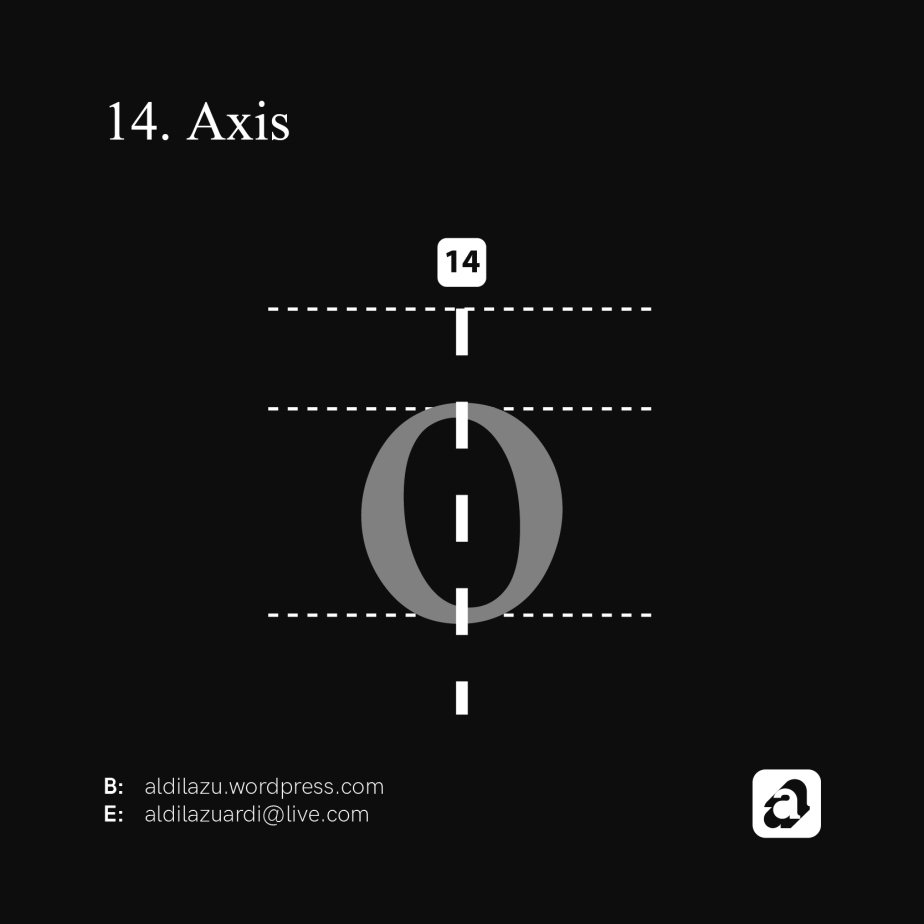 14. Axis
14
o
B: aldilazu.wordpress.com
E: aldilazuardi@live.com
a